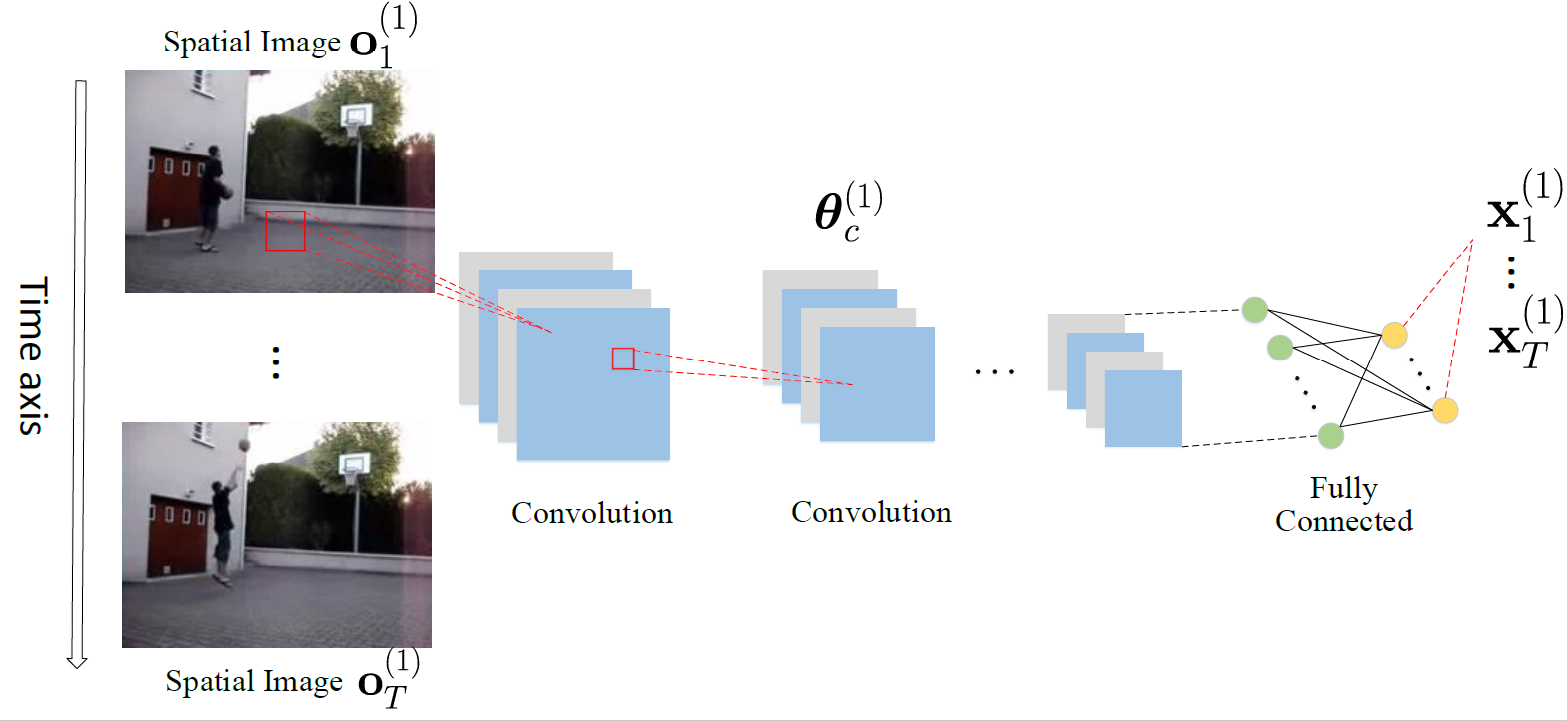 Spatial Image $\mathbf{o}_1^{(1)}$
Time axis
...
Spatial Image $\mathbf{o}_T^{(1)}$
$\boldsymbol{\theta}_c^{(1)}$
Convolution
Convolution
...
Fully
Connected
$\mathbf{x}_1^{(1)}$
⋮
$\mathbf{x}_T^{(1)}$